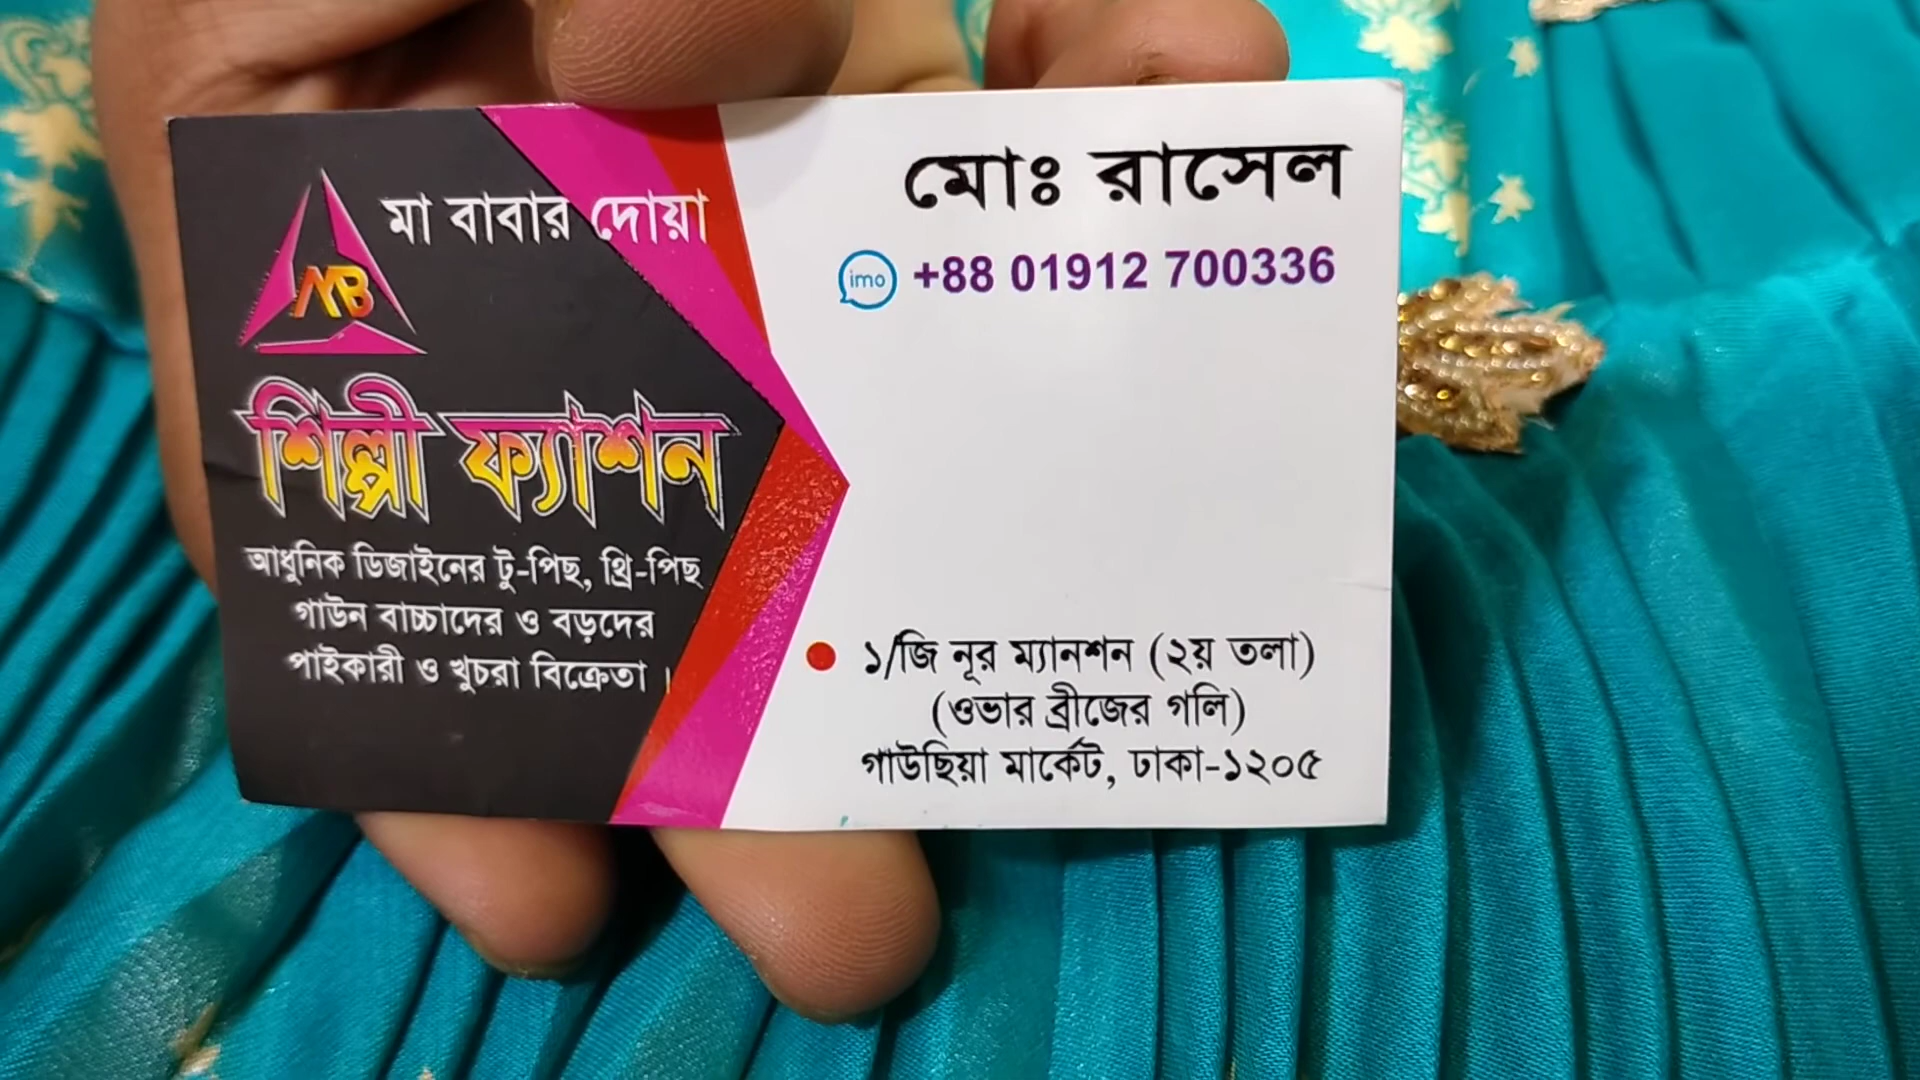 মা বাবার দোয়া
শিল্পী ফ্যাশন
আধুনিক ডিজাইনের টু-পিছ, থ্রি-পিছ
গাউন বাচ্চাদের ও বড়দের
পাইকারী ও খুচরা বিক্রেতা ।
মোঃ রাসেল
imo +88 01912 700336
১/জি নূর ম্যানশন (২য় তলা)
(ওভার ব্রীজের গলি)
গাউছিয়া মার্কেট, ঢাকা-১২০৫